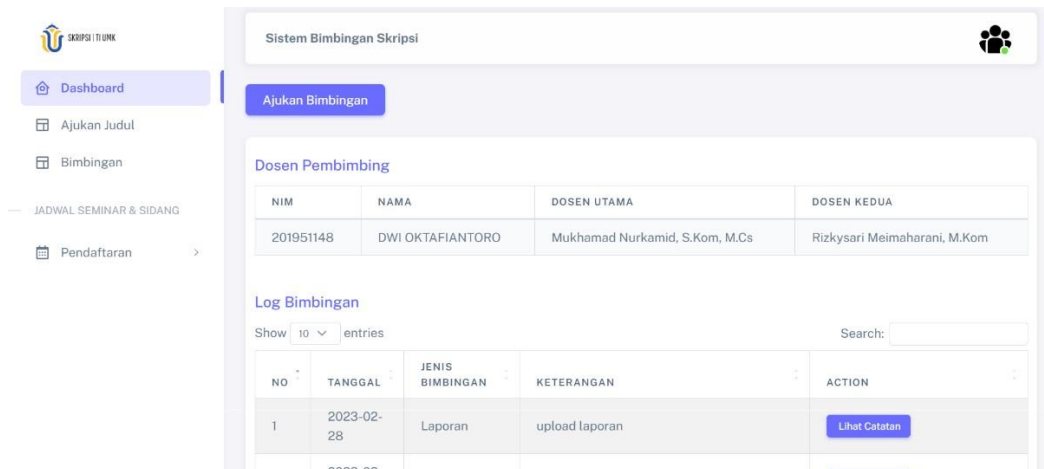 SKRIPSI | TI UMK
Sistem Bimbingan Skripsi
Dashboard
Ajukan Judul
Bimbingan
JADWAL SEMINAR & SIDANG
Pendaftaran
Ajukan Bimbingan
Dosen Pembimbing
NIM NAMA DOSEN UTAMA DOSEN KEDUA
201951148 DWI OKTAFIANTORO Mukhamad Nurkamid, S.Kom, M.Cs Rizkysari Meimaharani, M.Kom
Log Bimbingan
Show 10 entries Search:
NO TANGGAL JENIS BIMBINGAN KETERANGAN ACTION
1 2023-02-28 Laporan upload laporan Lihat Catatan